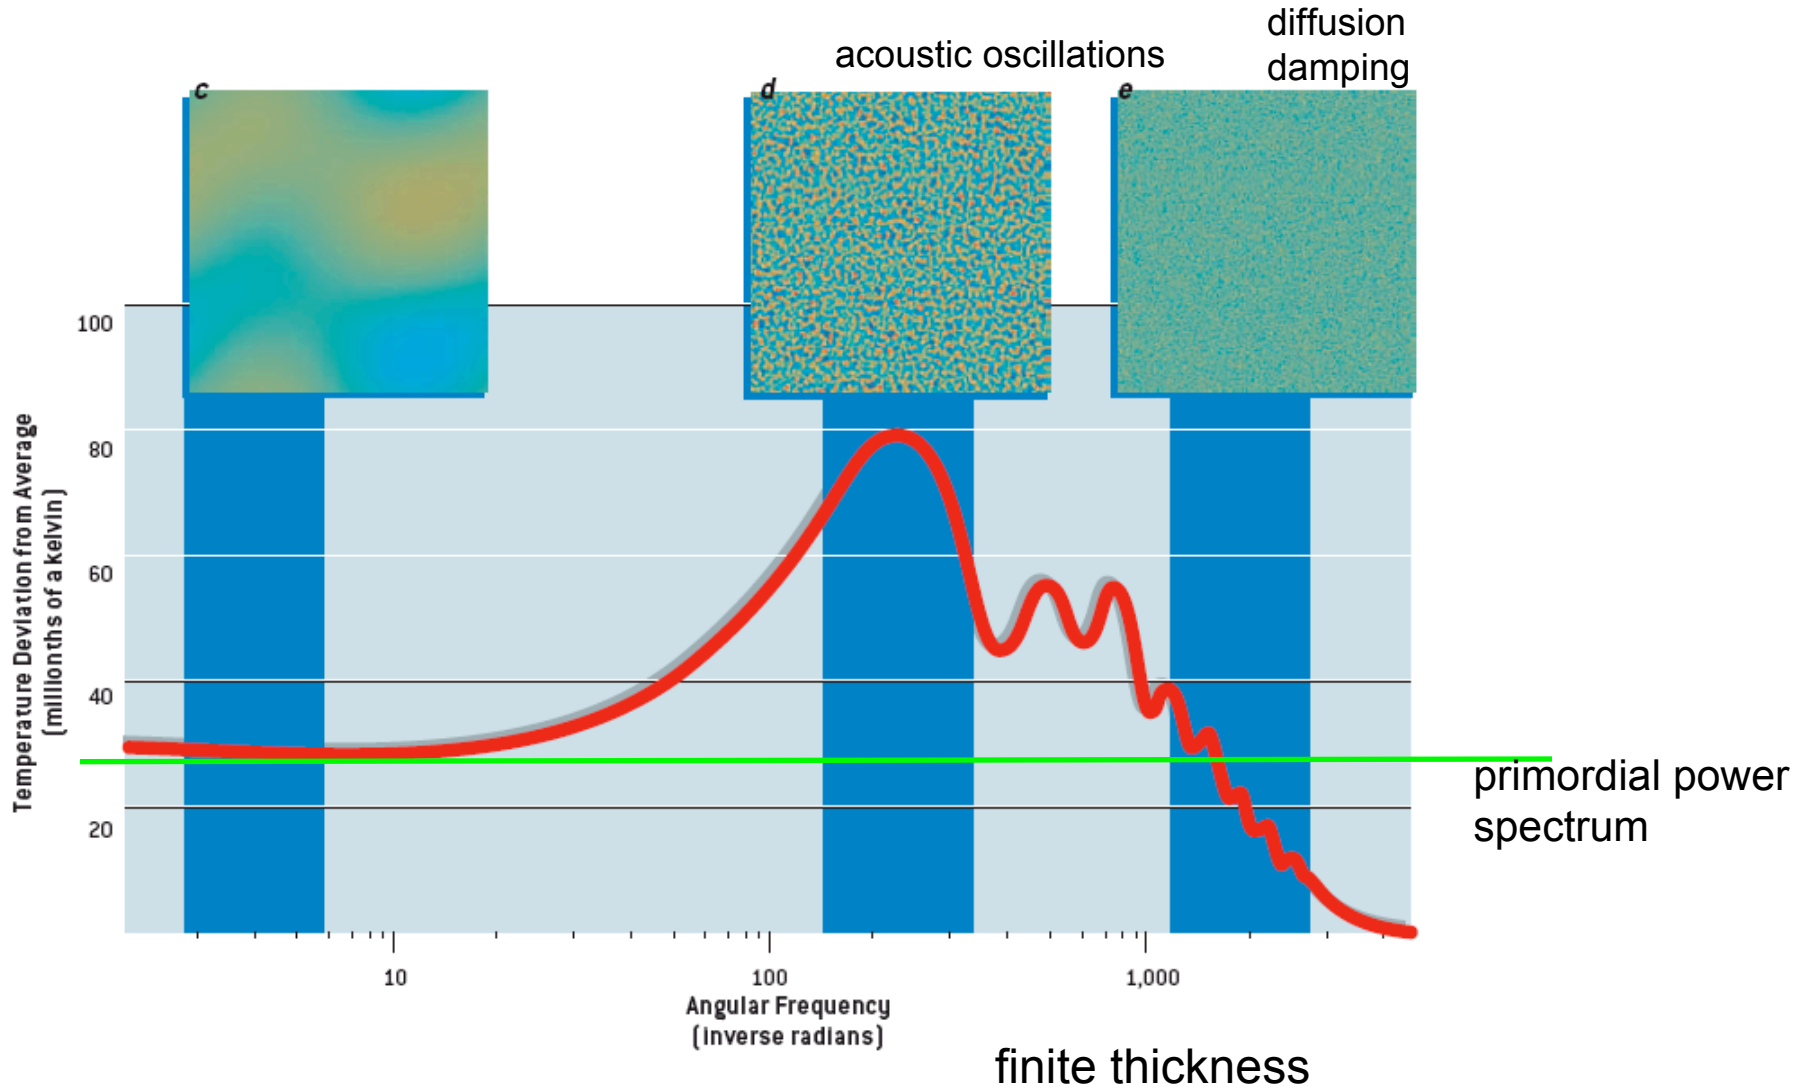 diffusion
damping
acoustic oscillations
c
d
e
100
80
60
40
20
Temperature Deviation from Average
(millionths of a kelvin)
primordial power
spectrum
10
100
1,000
Angular Frequency
(inverse radians)
finite thickness